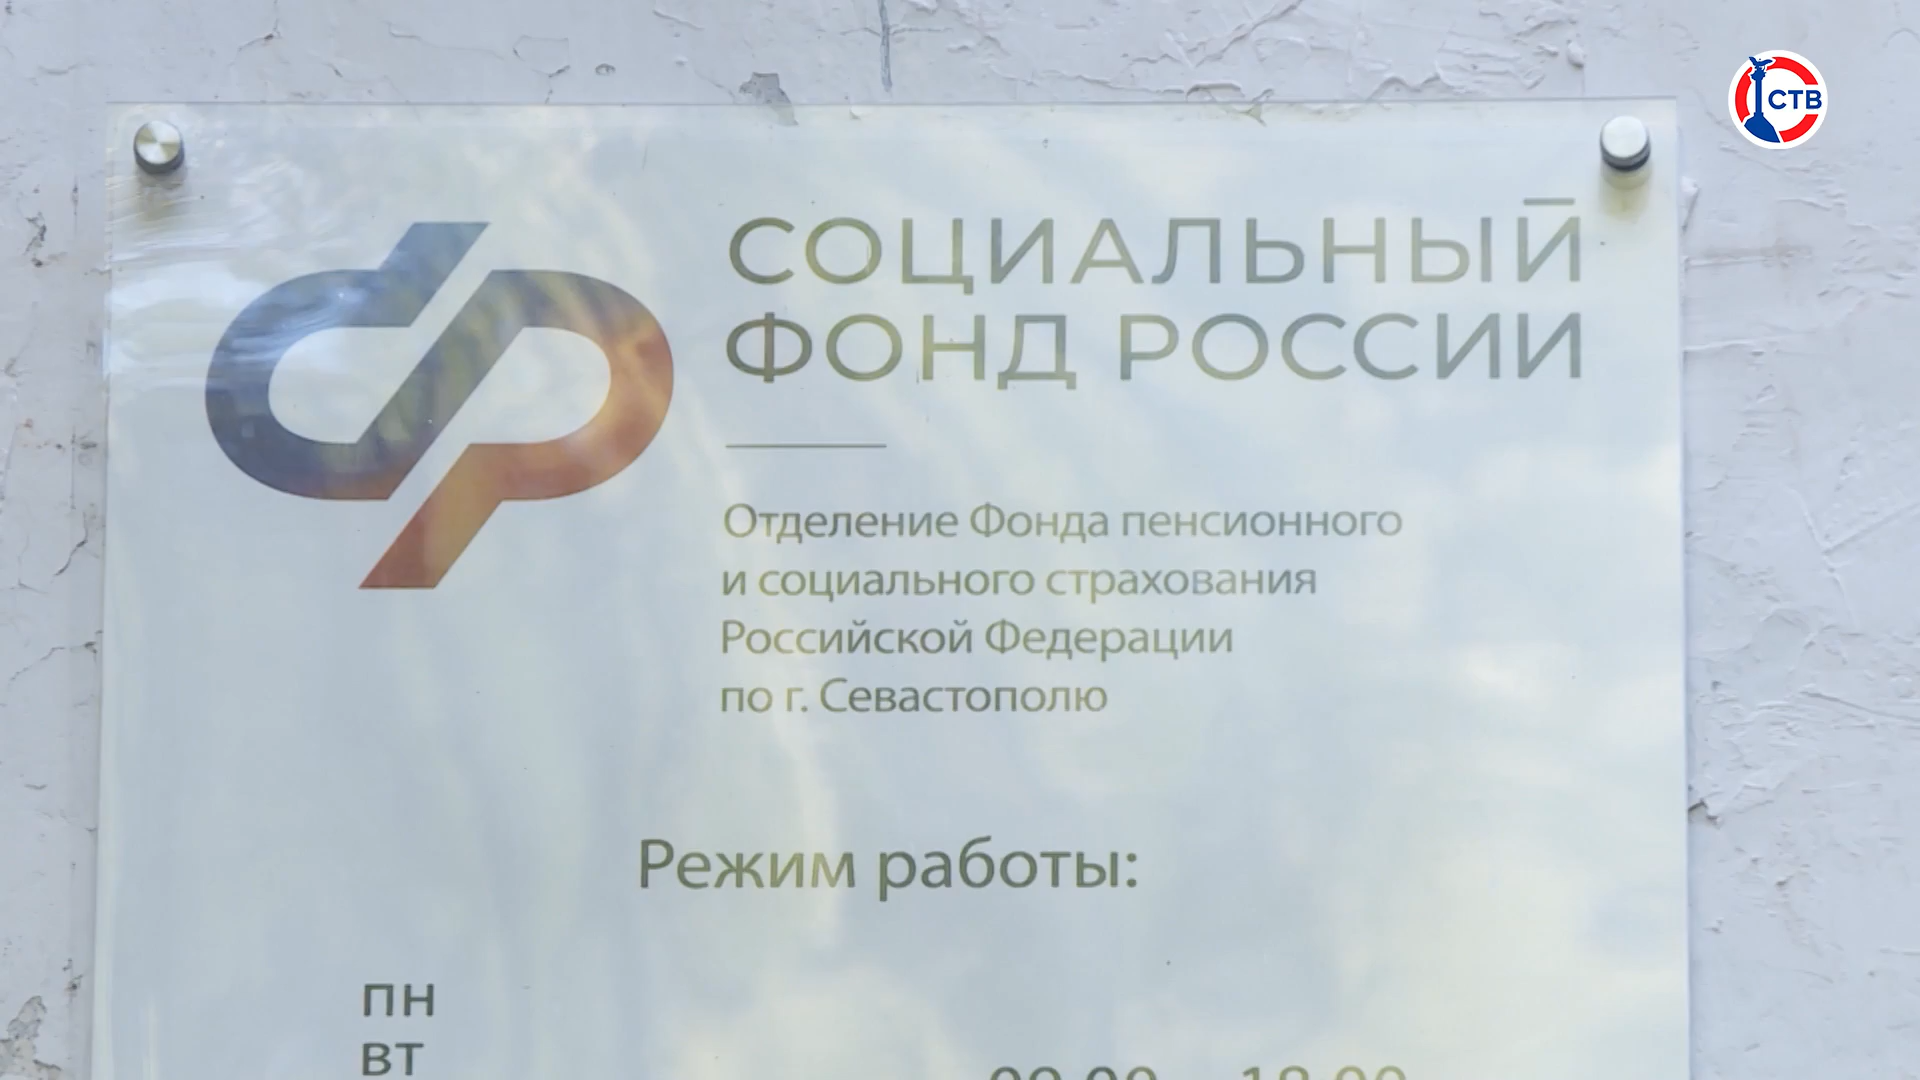 СТВ
СОЦИАЛЬНЫЙ
ФОНД РОССИИ
Отделение Фонда пенсионного
и социального страхования
Российской Федерации
по г. Севастополю
Режим работы:
ПН
ВТ